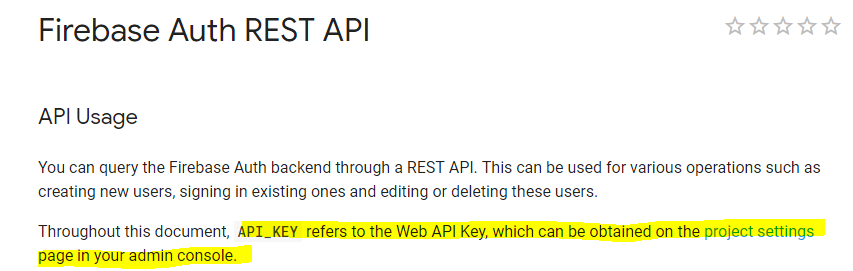 Firebase Auth REST API
API Usage
You can query the Firebase Auth backend through a REST API. This can be used for various operations such as
creating new users, signing in existing ones and editing or deleting these users.
Throughout this document, API_KEY refers to the Web API Key, which can be obtained on the project settings
page in your admin console.